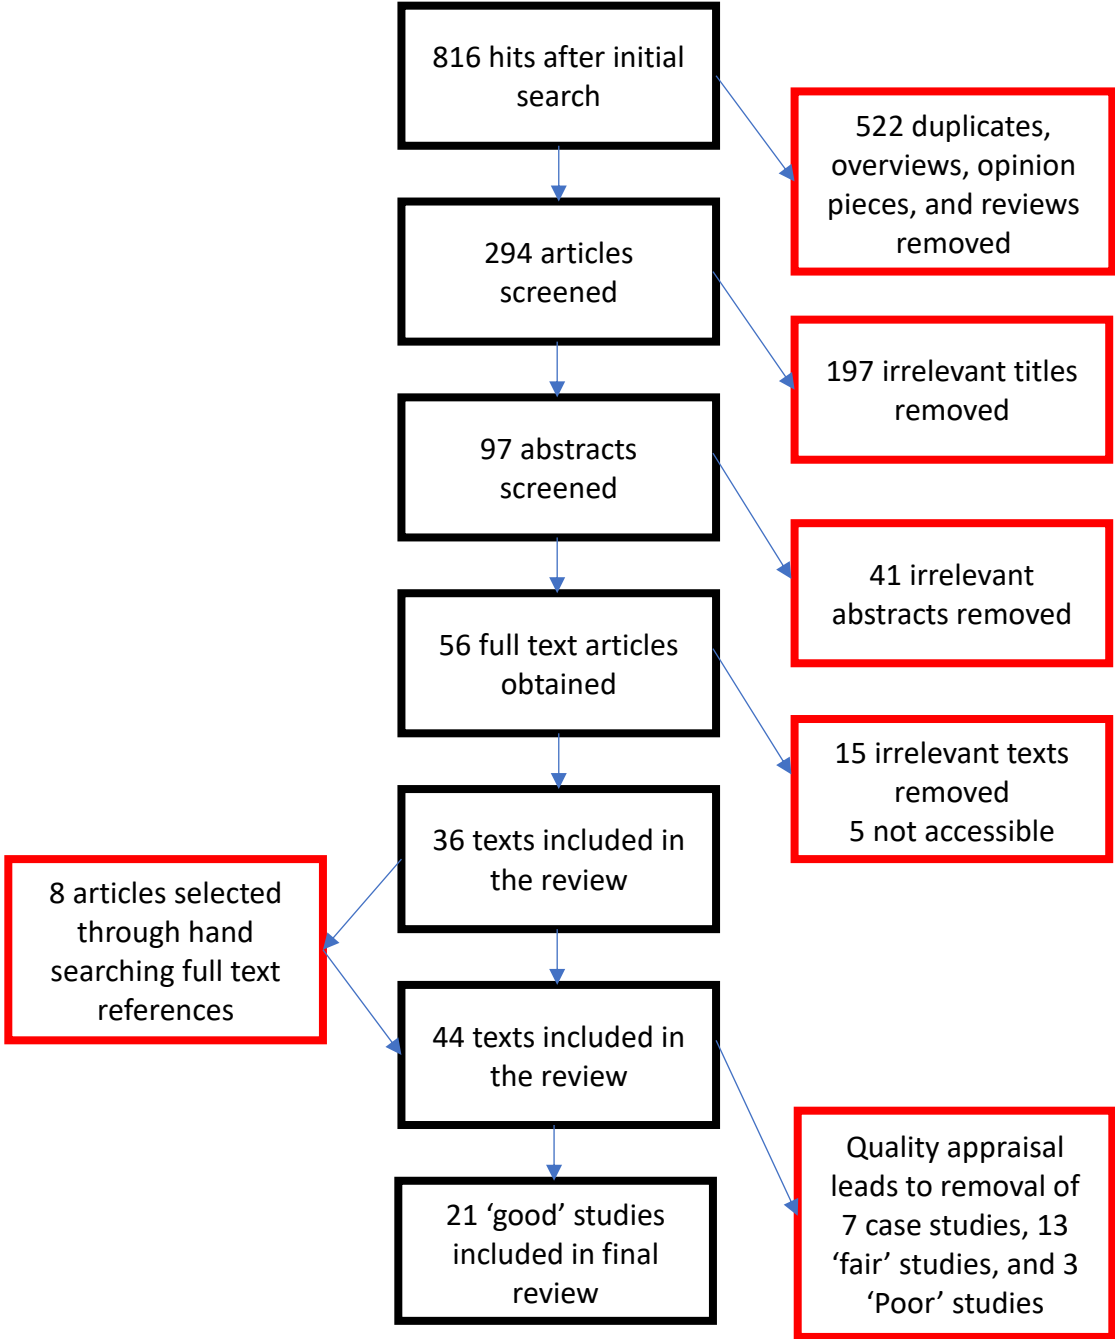 816 hits after initial
search
522 duplicates,
overviews, opinion
pieces, and reviews
removed
294 articles
screened
197 irrelevant titles
removed
97 abstracts
screened
41 irrelevant
abstracts removed
56 full text articles
obtained
15 irrelevant texts
removed
5 not accessible
36 texts included in
the review
8 articles selected
through hand
searching full text
references
44 texts included in
the review
Quality appraisal
leads to removal of
7 case studies, 13
‘fair’ studies, and 3
‘Poor’ studies
21 ‘good’ studies
included in final
review